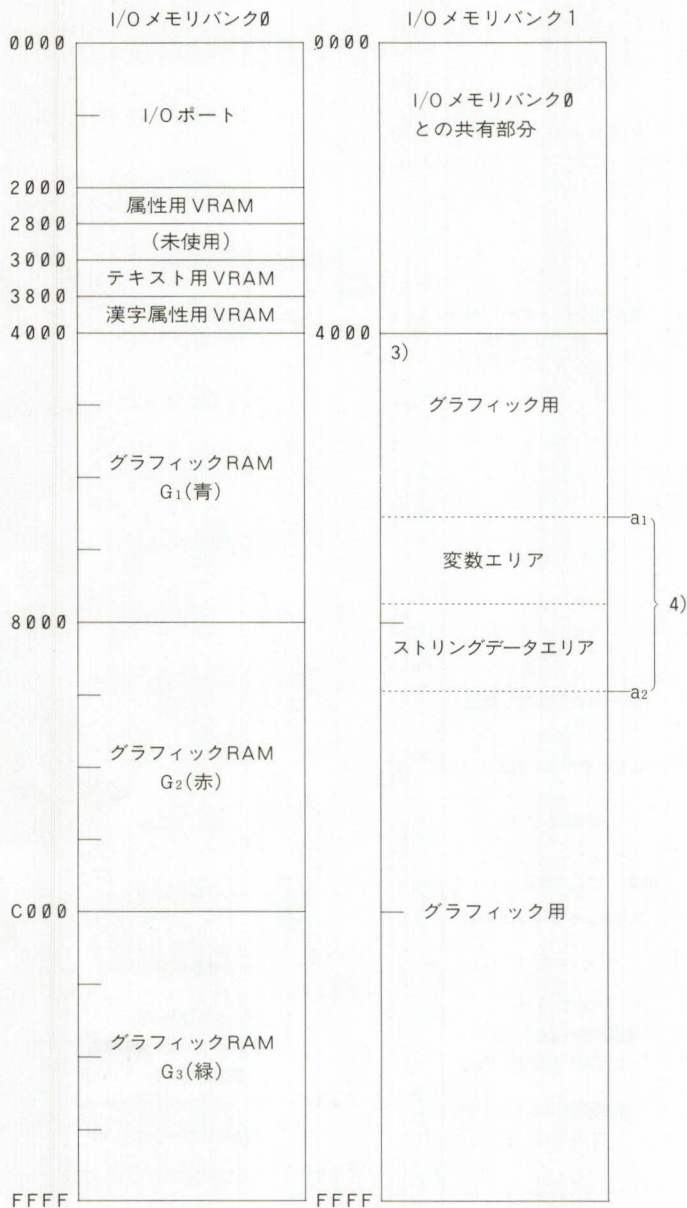 I/Oメモリバンク0
0000
I/Oポート
2000
属性用VRAM
2800
(未使用)
3000
テキスト用VRAM
3800
漢字属性用VRAM
4000
グラフィックRAM
G₁(青)
8000
グラフィックRAM
G₂(赤)
C000
グラフィックRAM
G₃(緑)
FFFF
I/Oメモリバンク1
0000
I/Oメモリバンク0
との共有部分
4000
3)
グラフィック用
a₁
変数エリア
4)
ストリングデータエリア
a₂
グラフィック用
FFFF